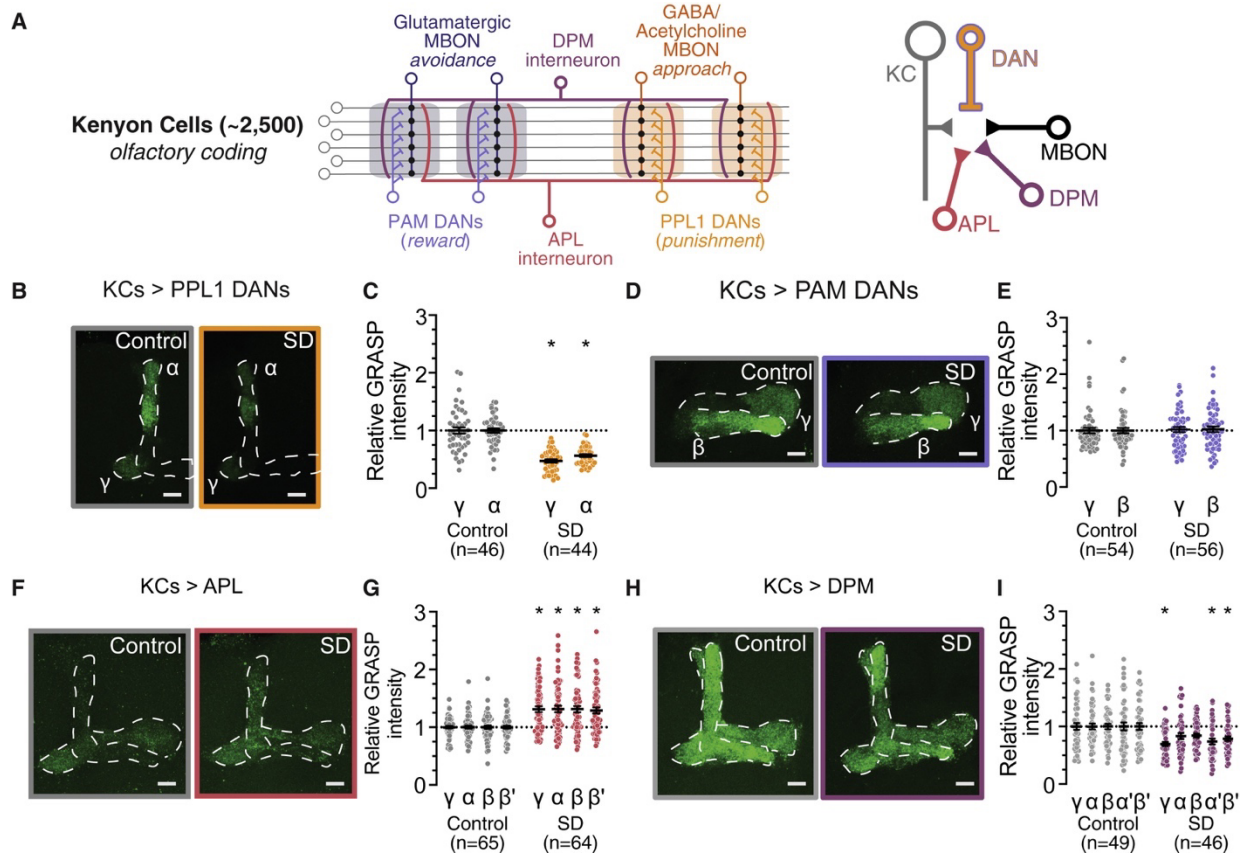 A
Glutamatergic
MBON
avoidance
DPM
interneuron
GABA/
Acetylcholine
MBON
approach
Kenyon Cells (~2,500)
olfactory coding
PAM DANs
(reward)
APL
interneuron
PPL1 DANs
(punishment)
KC
DAN
MBON
DPM
APL
B
KCs > PPL1 DANs
Control
α
γ
SD
α
γ
C
Relative GRASP
intensity
3
2
1
0
* *
γ α γ α
Control SD
(n=46) (n=44)
D
KCs > PAM DANs
Control
γ
β
SD
γ
β
E
Relative GRASP
intensity
3
2
1
0
γ β γ β
Control SD
(n=54) (n=56)
F
KCs > APL
Control
SD
G
Relative GRASP
intensity
3
2
1
0
* * * *
γ α β β' γ α β β'
Control SD
(n=65) (n=64)
H
KCs > DPM
Control
SD
I
Relative GRASP
intensity
3
2
1
0
* * *
γ α β α' β' γ α β α' β'
Control SD
(n=49) (n=46)